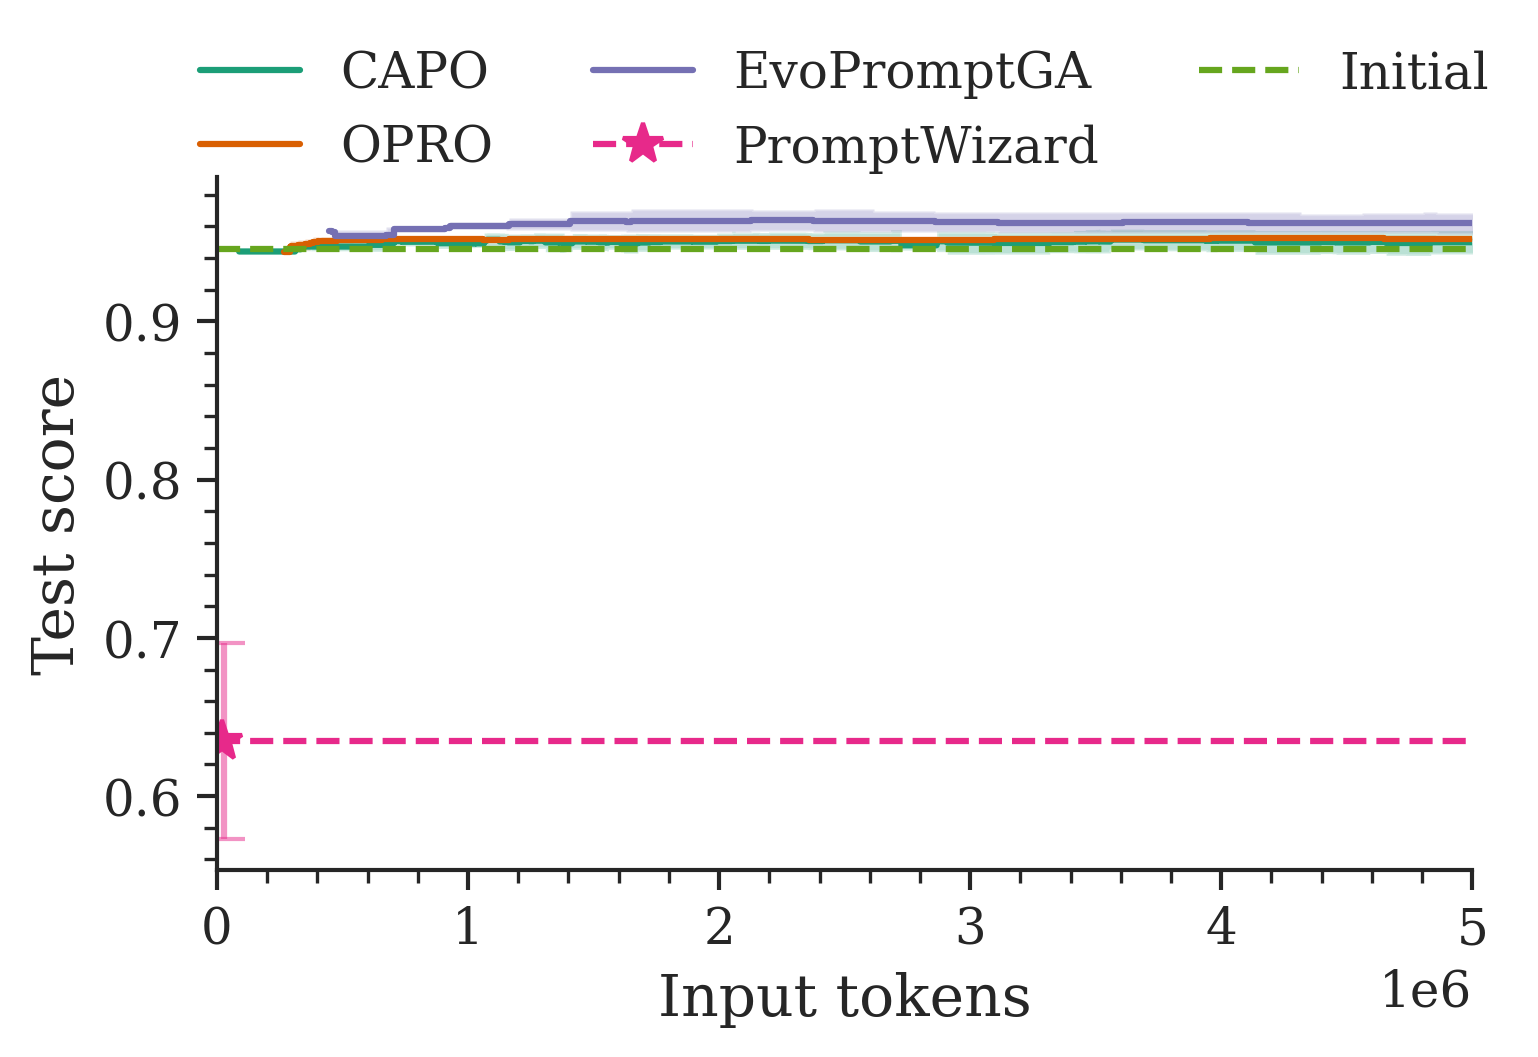 CAPO
EvoPromptGA
Initial
OPRO
PromptWizard
Test score
0.9
0.8
0.7
0.6
0
1
2
3
4
5
Input tokens
1e6